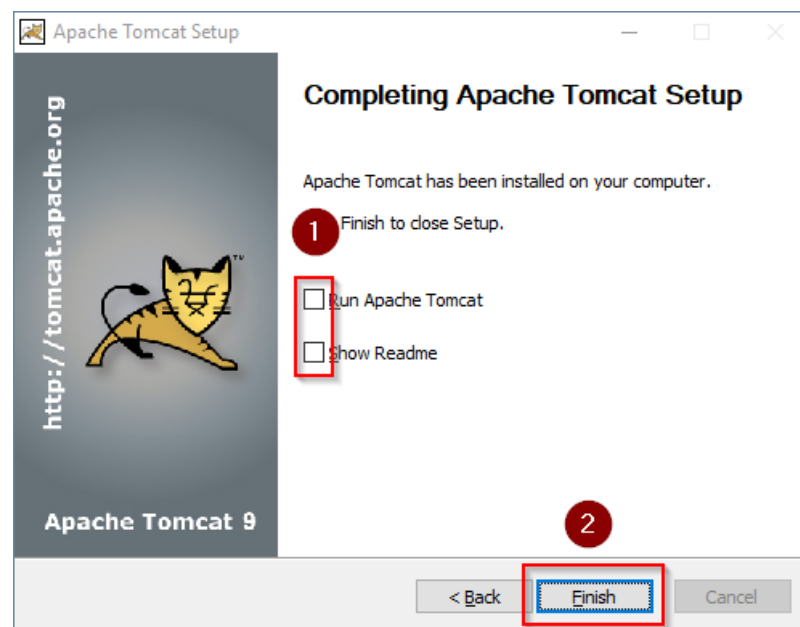 Apache Tomcat Setup
http://tomcat.apache.org
Completing Apache Tomcat Setup
Apache Tomcat has been installed on your computer.
1
Finish to close Setup.
Run Apache Tomcat
Show Readme
TM
Apache Tomcat 9
2
< Back
Finish
Cancel